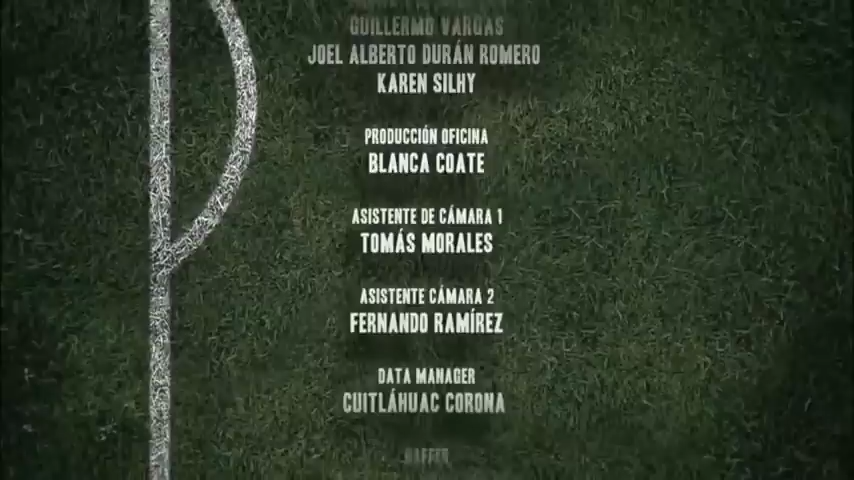 GUILLERMO VARGAS
JOEL ALBERTO DURÁN ROMERO
KAREN SILHY
PRODUCCIÓN OFICINA
BLANCA COATE
ASISTENTE DE CÁMARA 1
TOMÁS MORALES
ASISTENTE CÁMARA 2
FERNANDO RAMÍREZ
DATA MANAGER
CUITLÁHUAC CORONA